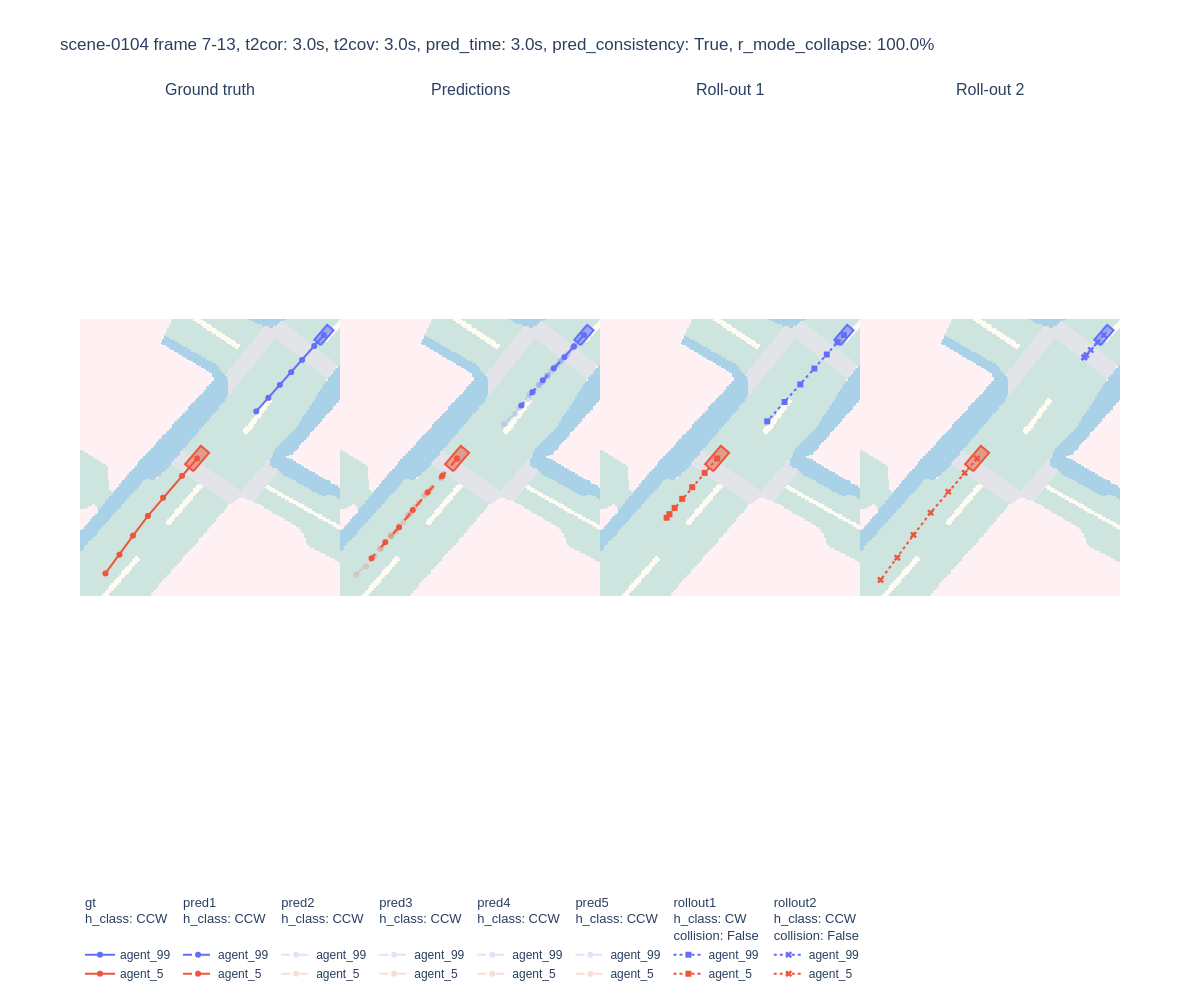 scene-0104 frame 7-13, t2cor: 3.0s, t2cov: 3.0s, pred_time: 3.0s, pred_consistency: True, r_mode_collapse: 100.0%
Ground truth
Predictions
Roll-out 1
Roll-out 2
gt
h_class: CCW
agent_99
agent_5
pred1
h_class: CCW
agent_99
agent_5
pred2
h_class: CCW
agent_99
agent_5
pred3
h_class: CCW
agent_99
agent_5
pred4
h_class: CCW
agent_99
agent_5
pred5
h_class: CCW
agent_99
agent_5
rollout1
h_class: CW
collision: False
agent_99
agent_5
rollout2
h_class: CCW
collision: False
agent_99
agent_5